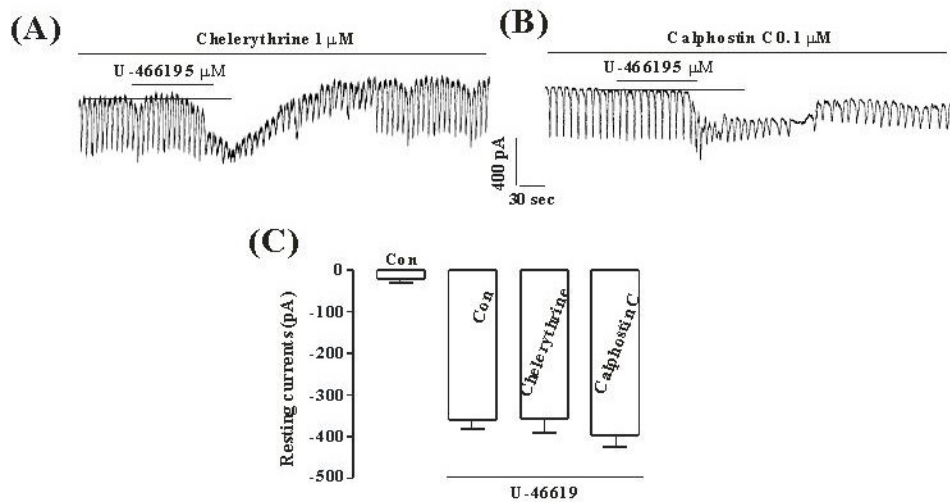 (A)
Chelerythrine 1 μM
U-466195 μM
(B)
Calphostin C0.1 μM
U-466195 μM
400 pA
30 sec
(C)
Con
Resting currents (pA)
0
-100
-200
-300
-400
-500
Con
Chelerythrine
Calphostin C
U-46619